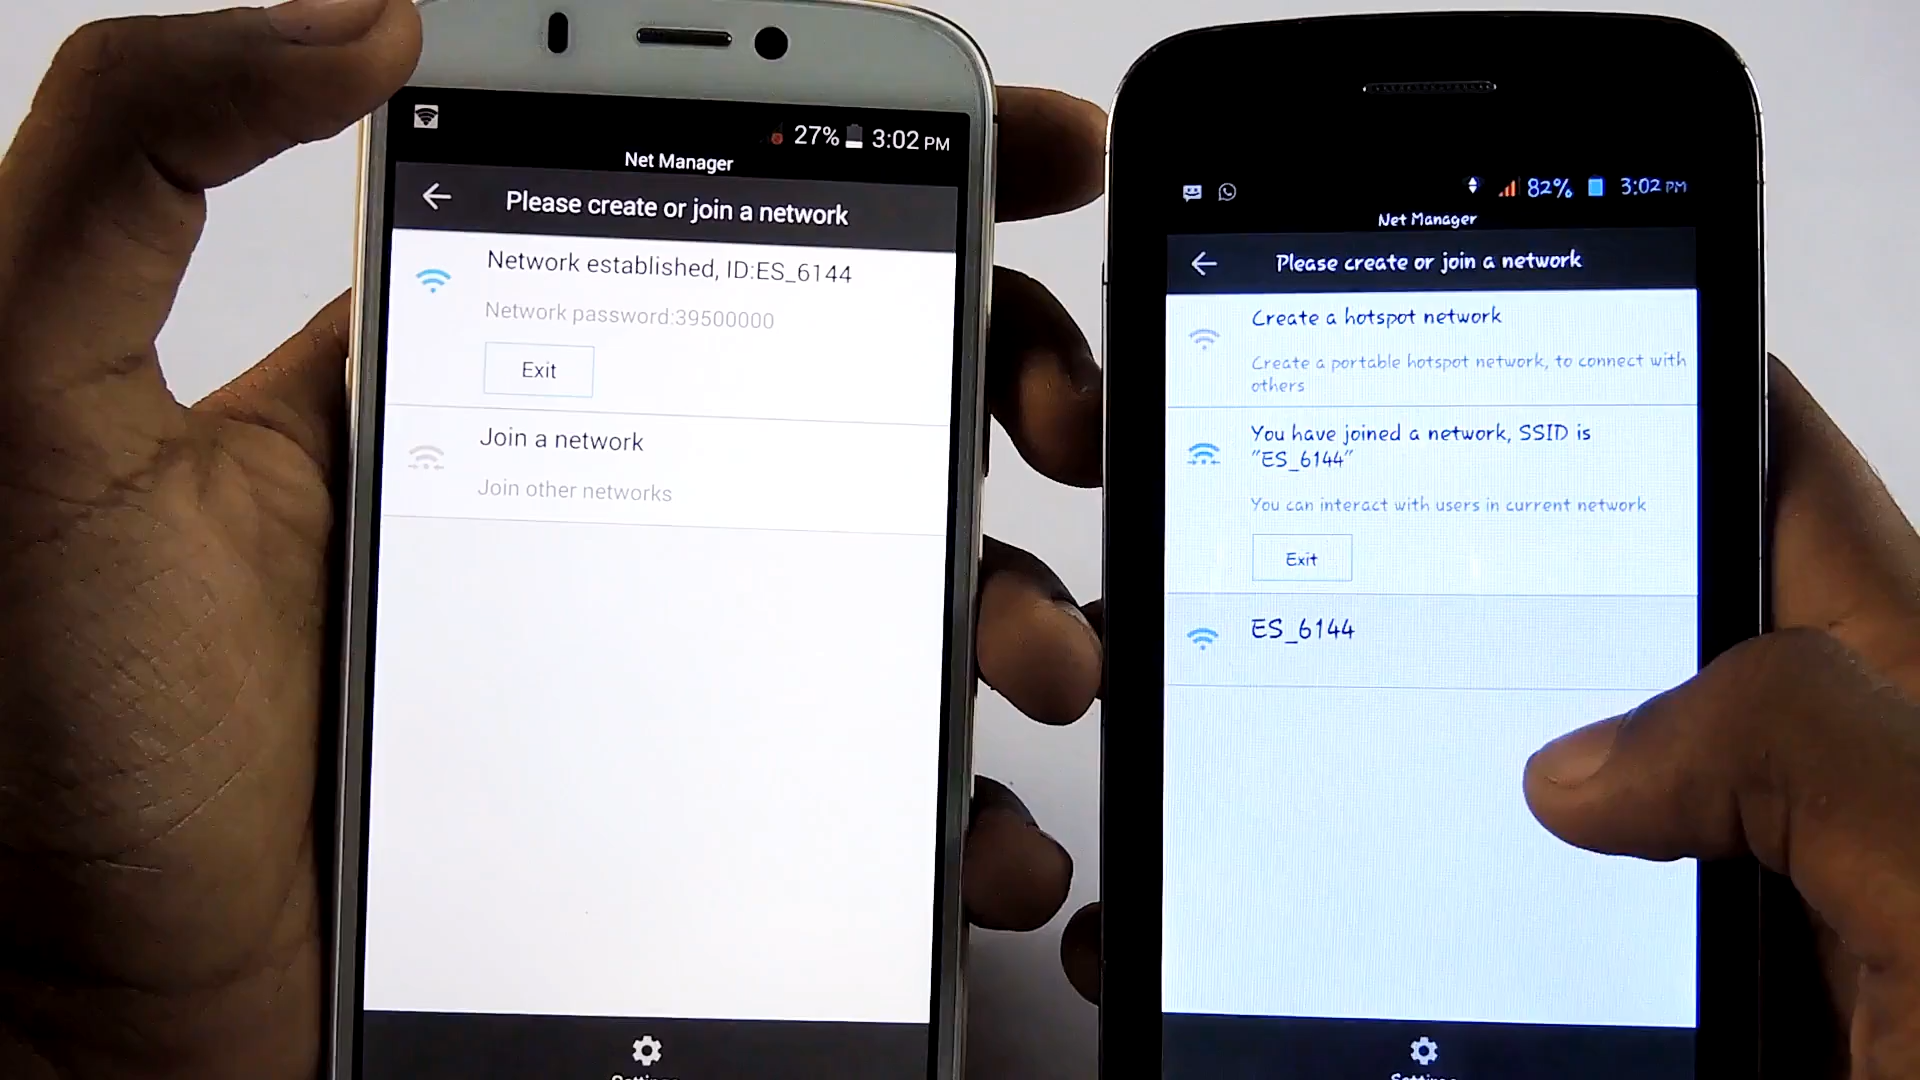 27% 3:02 PM
Net Manager
Please create or join a network
Network established, ID:ES_6144
Network password:39500000
Exit
Join a network
Join other networks
82% 3:02 PM
Net Manager
Please create or join a network
Create a hotspot network
Create a portable hotspot network, to connect with
others
You have joined a network, SSID is
"ES_6144"
You can interact with users in current network
Exit
ES_6144